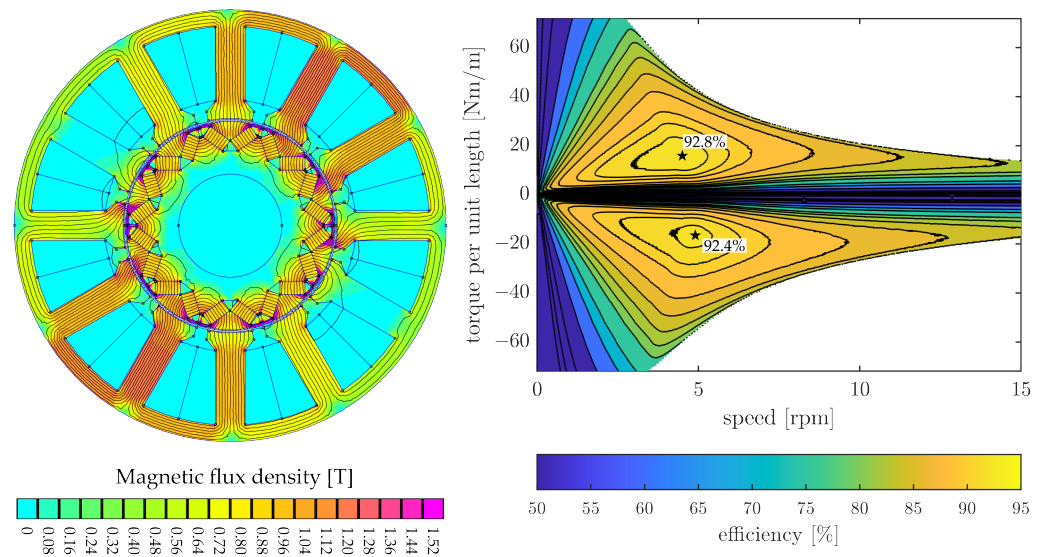 Magnetic flux density [T]
0 0.08 0.16 0.24 0.32 0.40 0.48 0.56 0.64 0.72 0.80 0.88 0.96 1.04 1.12 1.20 1.28 1.36 1.44 1.52
torque per unit length [Nm/m]
60
40
20
0
−20
−40
−60
92.8%
92.4%
0 5 10 15
speed [rpm]
50 55 60 65 70 75 80 85 90 95
efficiency [%]